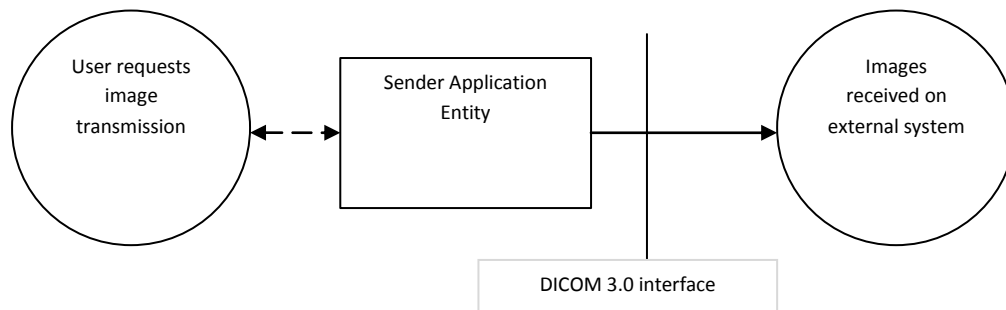 User requests
image
transmission
Sender Application
Entity
Images
received on
external system
DICOM 3.0 interface